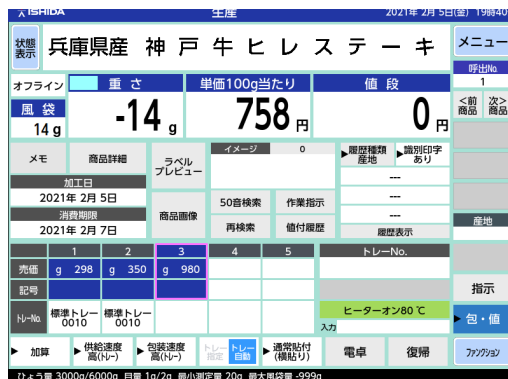 ISHIDA 生産 2021年 2月 5日(金) 19時40
状態表示 兵庫県産 神戸牛ヒレステーキ メニュー
呼出No.
1
オフライン 重さ 単価100g当たり 値段
<前商品 次>商品
風袋
14 g
-14 g 758 円 0 円
メモ 商品詳細 ラベルプレビュー イメージ 0 ▶履歴種類産地 ▶識別印字あり
---
加工日
2021年 2月 5日
商品画像 50音検索 作業指示 ---
消費期限
2021年 2月 7日
再検索 値付履歴 --- 履歴表示
産地
1 2 3 4 5 トレーNo.
売価 g 298 g 350 g 980
記号
指示
トレーNo. 標準トレー0010 標準トレー0010 ヒーターオン80℃
入力
▶包・値
▶加算 ▶供給速度高(トレー) ▶包装速度高(トレー) トレー指定 トレー自動 ▶通常貼付(横貼り) 電卓 復帰 ファンクション
ひょう量 3000g/6000g 目量 1g/2g 最小測定量 20g 最大風袋量 -999g